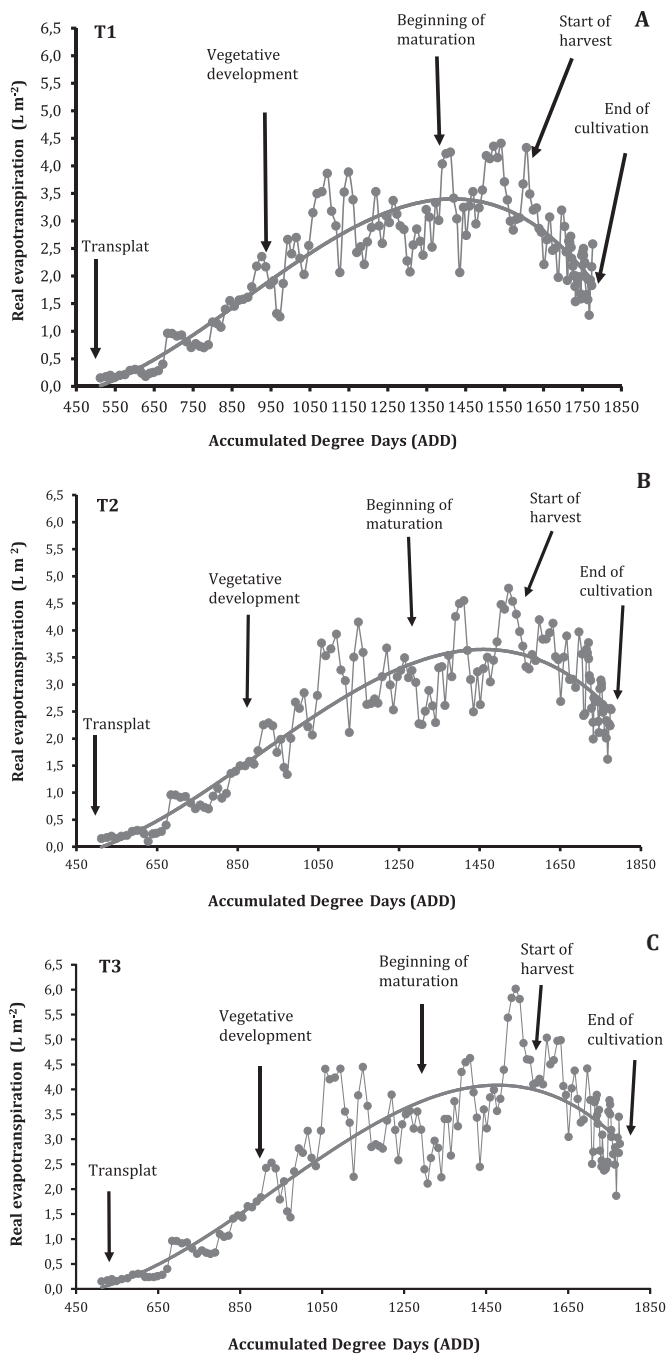 A
T1
Real evapotranspiration (L m-2)
6,5
6,0
5,5
5,0
4,5
4,0
3,5
3,0
2,5
2,0
1,5
1,0
0,5
0,0
Transplat
Vegetative
development
Beginning of
maturation
Start of
harvest
End of
cultivation
450 550 650 750 850 950 1050 1150 1250 1350 1450 1550 1650 1750 1850
Accumulated Degree Days (ADD)
B
T2
Real evapotranspiration (L m-2)
6,5
6,0
5,5
5,0
4,5
4,0
3,5
3,0
2,5
2,0
1,5
1,0
0,5
0,0
Transplat
Vegetative
development
Beginning of
maturation
Start of
harvest
End of
cultivation
450 650 850 1050 1250 1450 1650 1850
Accumulated Degree Days (ADD)
C
T3
Real evapotranspiration (L m-2)
6,5
6,0
5,5
5,0
4,5
4,0
3,5
3,0
2,5
2,0
1,5
1,0
0,5
0,0
Transplat
Vegetative
development
Beginning of
maturation
Start of
harvest
End of
cultivation
450 650 850 1050 1250 1450 1650 1850
Accumulated Degree Days (ADD)